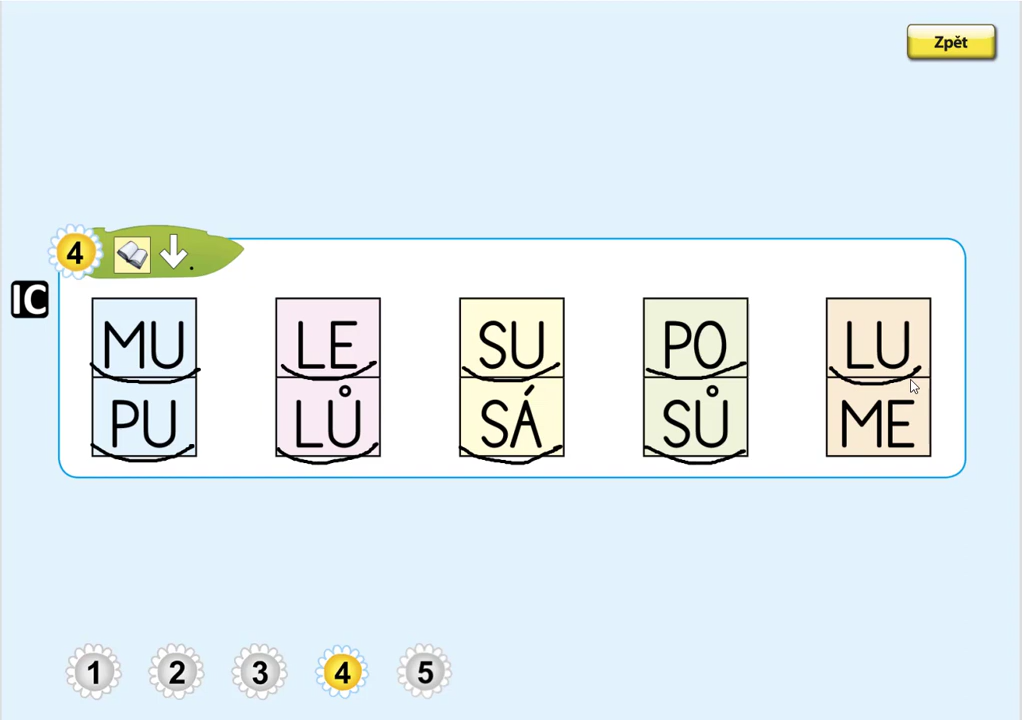 Zpět
4 .
IC
MU LE SU PO LU
PU LŮ SÁ SŮ ME
1 2 3 4 5